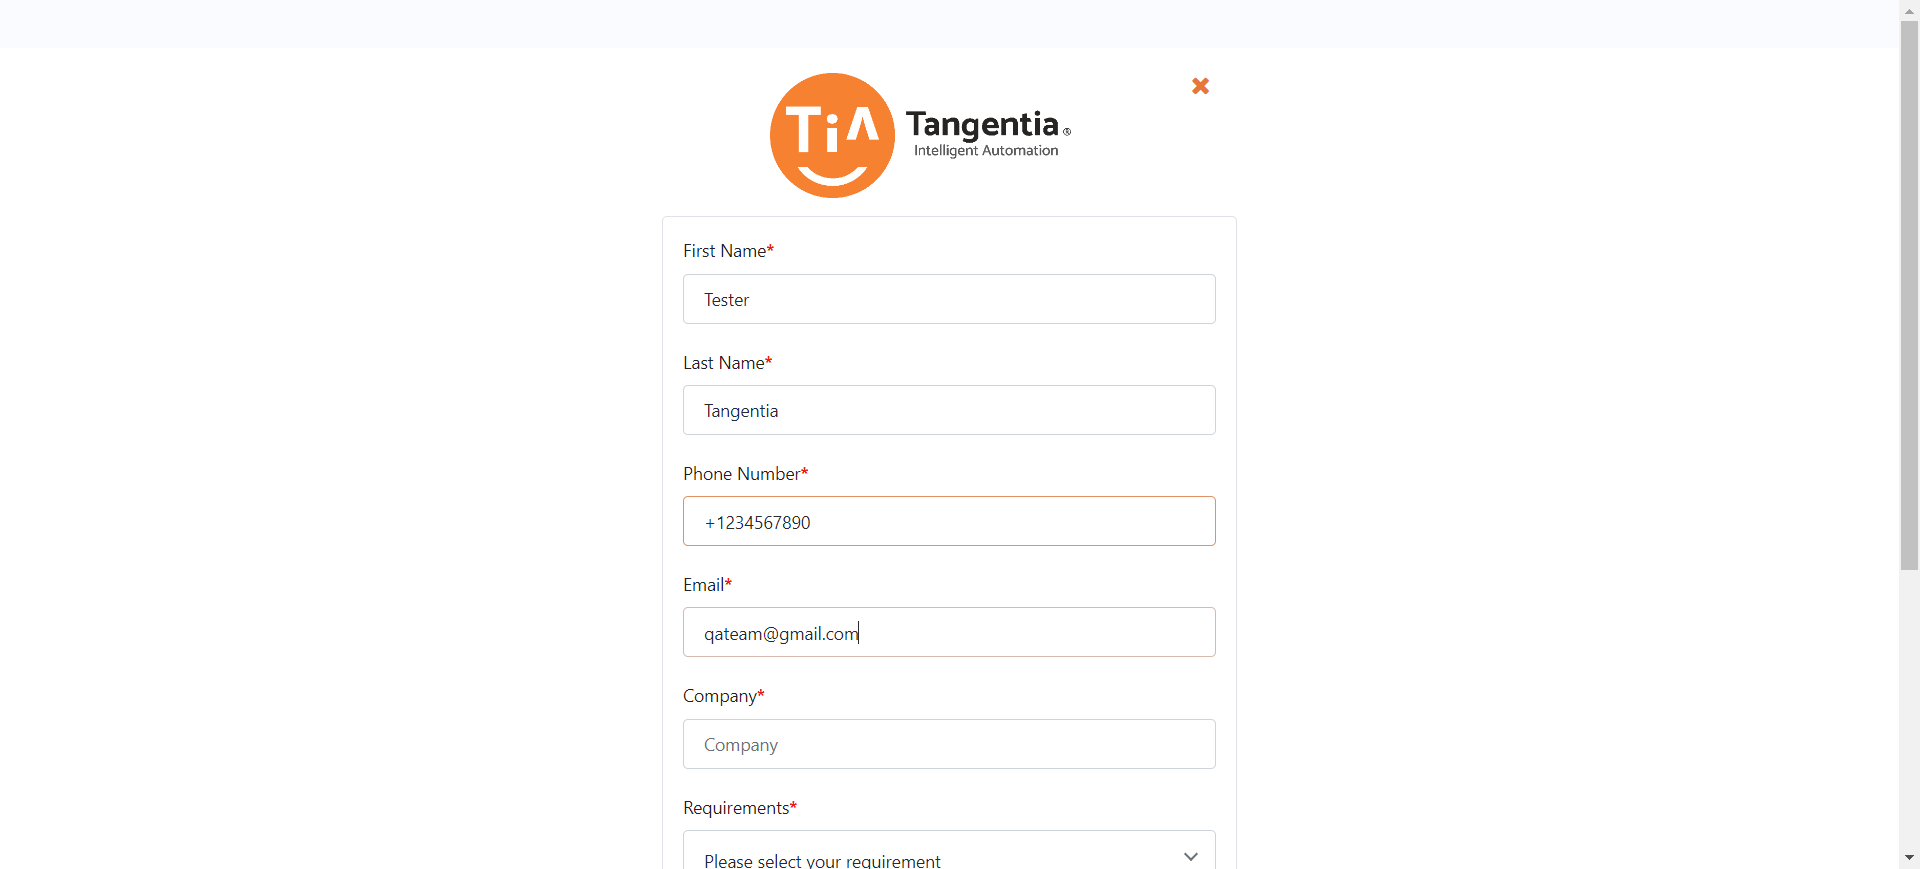 TiA
Tangentia®
Intelligent Automation
First Name*
Tester
Last Name*
Tangentia
Phone Number*
+1234567890
Email*
qateam@gmail.com
Company*
Company
Requirements*
Please select your requirement